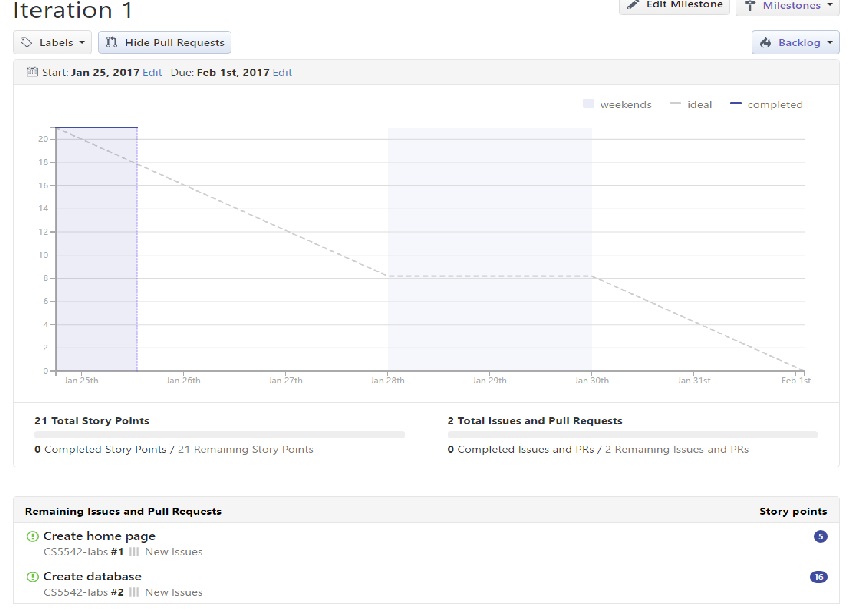 Iteration 1
Edit Milestone
Milestones
Labels
Hide Pull Requests
Backlog
Start: Jan 25, 2017 Edit Due: Feb 1st, 2017 Edit
weekends ideal completed
20
18
16
14
12
10
8
6
4
2
0
Jan 25th Jan 26th Jan 27th Jan 28th Jan 29th Jan 30th Jan 31st Feb 1st
21 Total Story Points
0 Completed Story Points / 21 Remaining Story Points
2 Total Issues and Pull Requests
0 Completed Issues and PRs / 2 Remaining Issues and PRs
Remaining Issues and Pull Requests Story points
Create home page 5
CS5542-labs #1 New Issues
Create database 16
CS5542-labs #2 New Issues